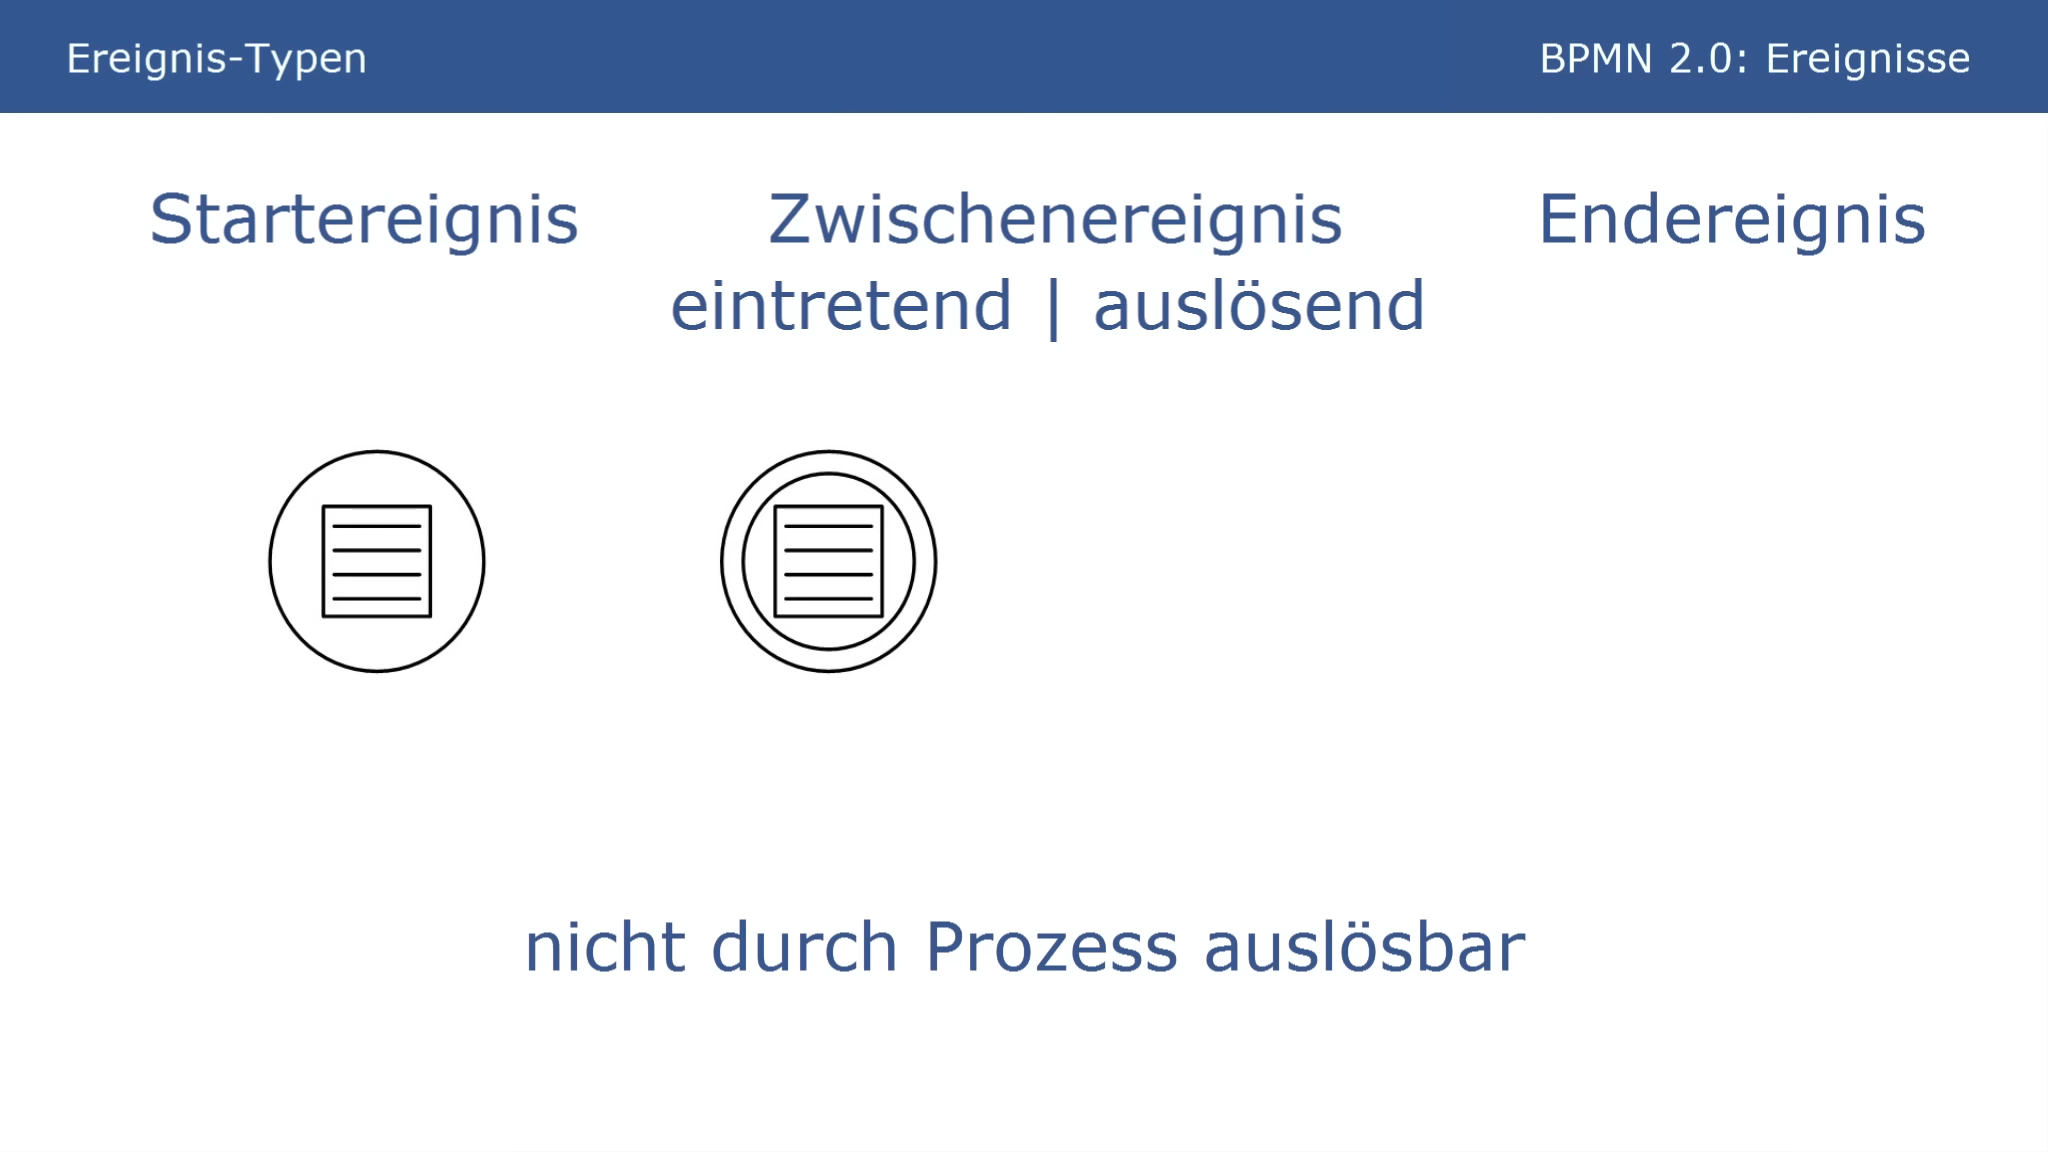 Ereignis-Typen
BPMN 2.0: Ereignisse
Startereignis
Zwischenereignis
eintretend | auslösend
Endereignis
nicht durch Prozess auslösbar